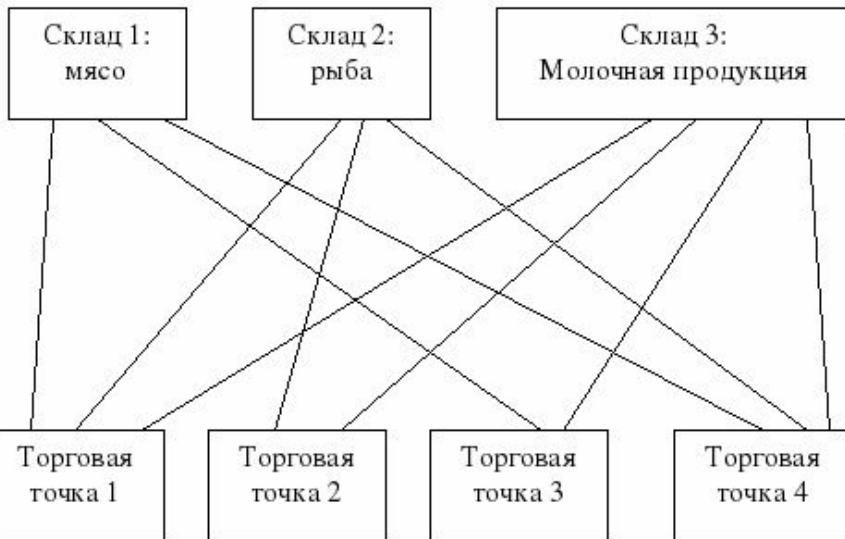 Склад 1:
мясо
Склад 2:
рыба
Склад 3:
Молочная продукция
Торговая
точка 1
Торговая
точка 2
Торговая
точка 3
Торговая
точка 4